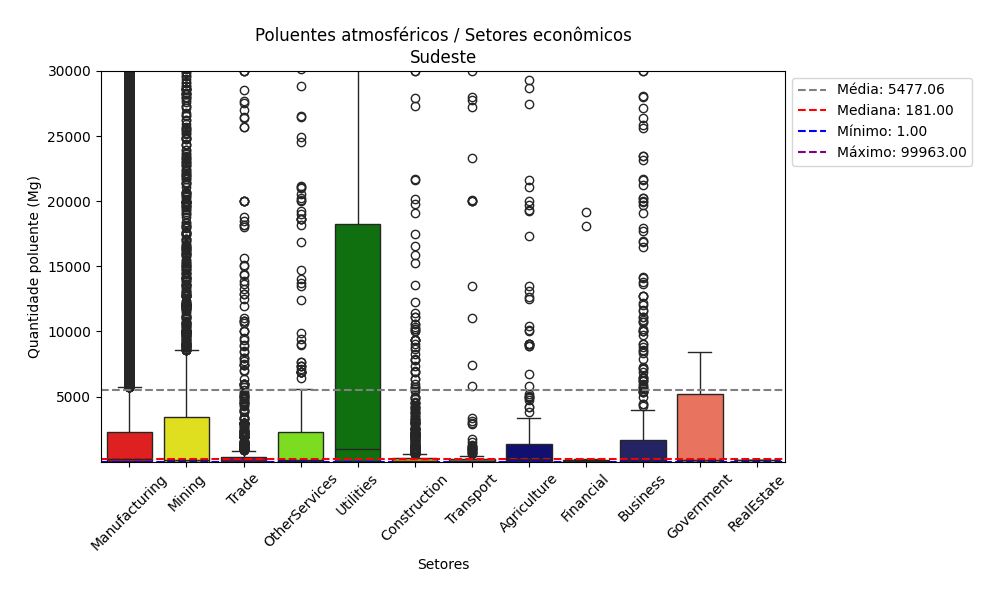 Poluentes atmosféricos / Setores econômicos
Sudeste
Quantidade poluente (Mg)
30000
25000
20000
15000
10000
5000
Média: 5477.06
Mediana: 181.00
Mínimo: 1.00
Máximo: 99963.00
Manufacturing
Mining
Trade
OtherServices
Utilities
Construction
Transport
Agriculture
Financial
Business
Government
RealEstate
Setores